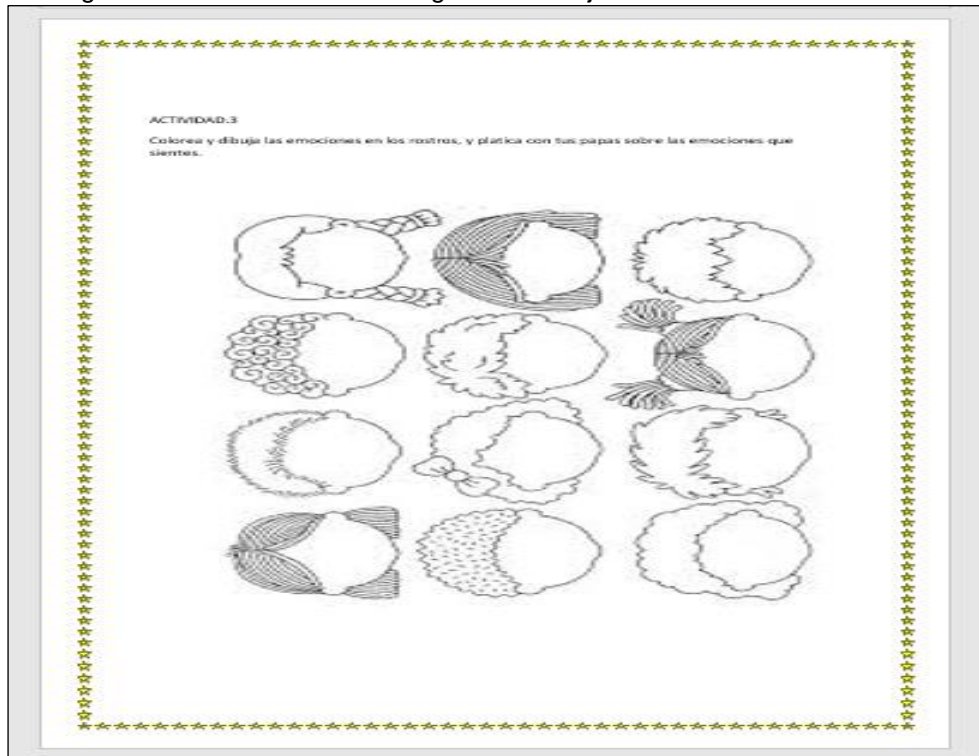 ACTIVIDAD.3
Colorea y dibuja las emociones en los rostros, y platica con tus papas sobre las emociones que
sientes.